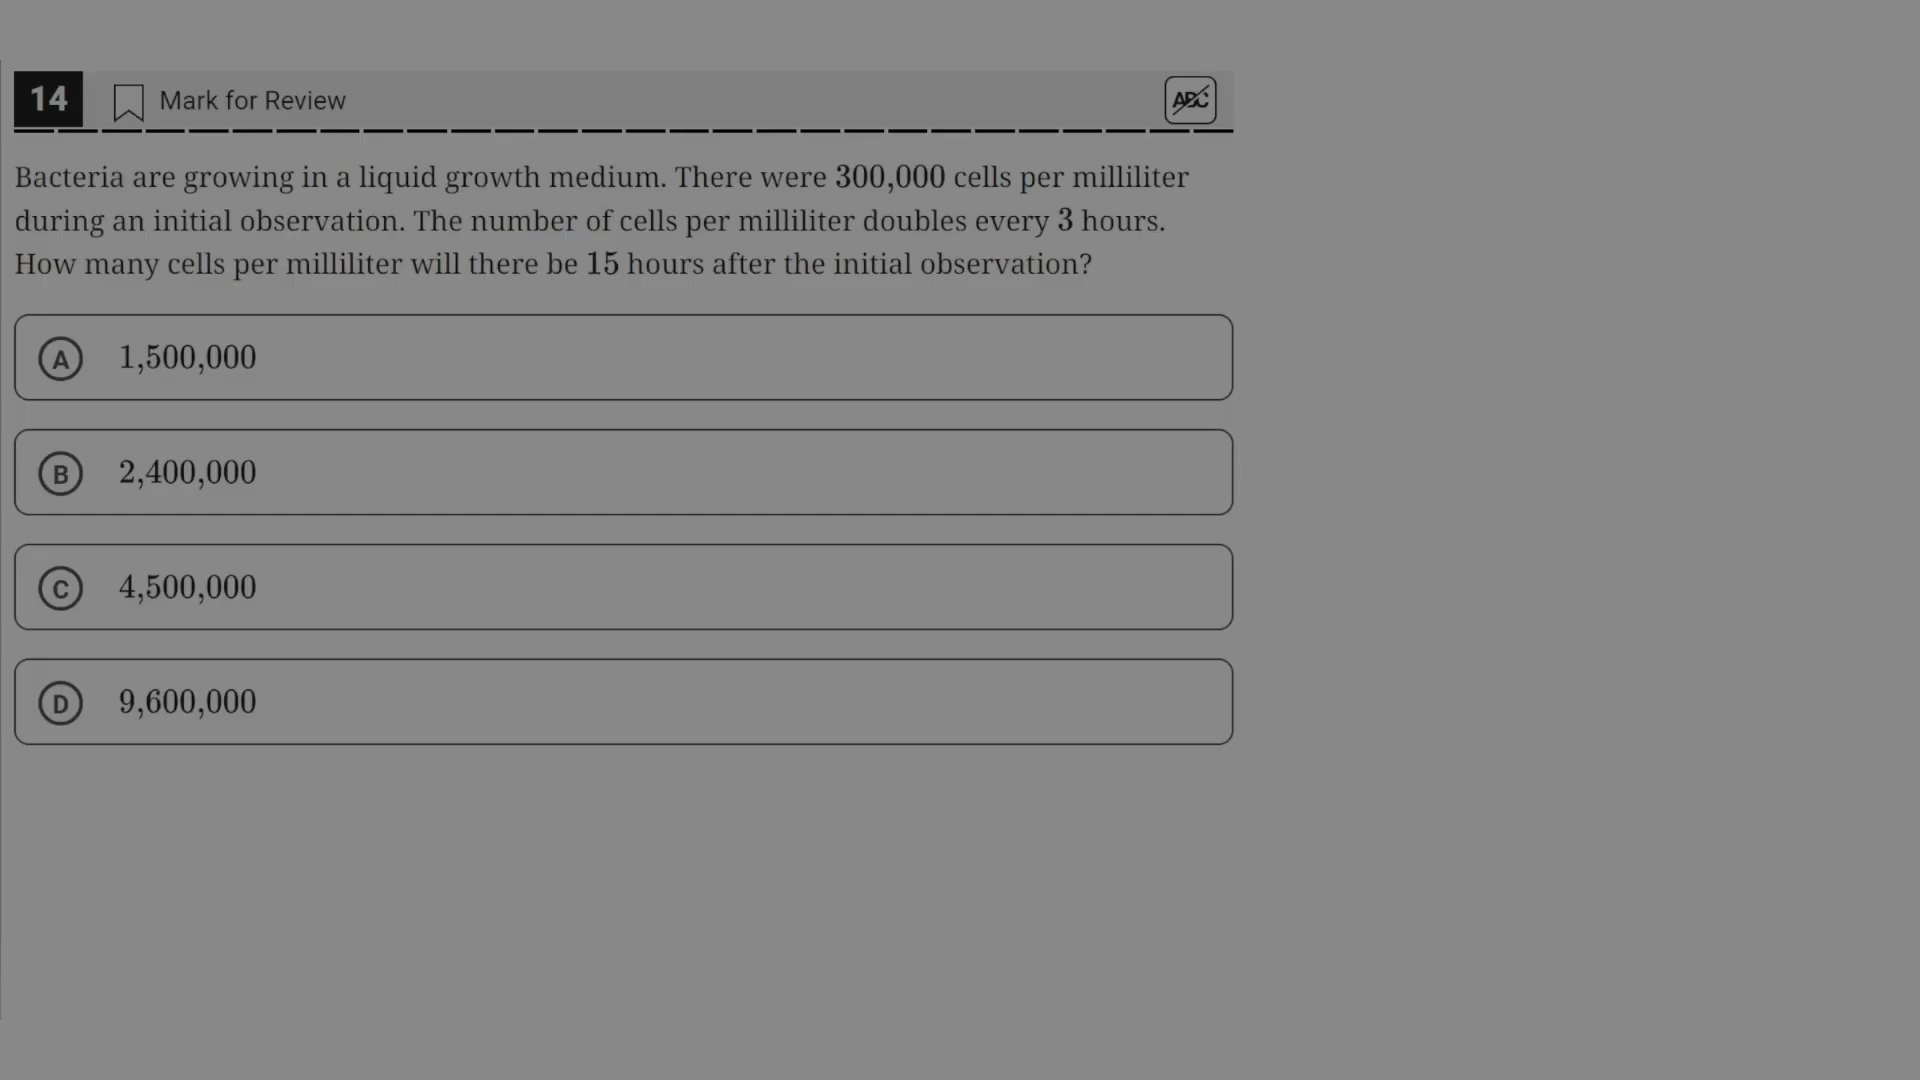 14 Mark for Review ABC
Bacteria are growing in a liquid growth medium. There were 300,000 cells per milliliter
during an initial observation. The number of cells per milliliter doubles every 3 hours.
How many cells per milliliter will there be 15 hours after the initial observation?
A 1,500,000
B 2,400,000
C 4,500,000
D 9,600,000